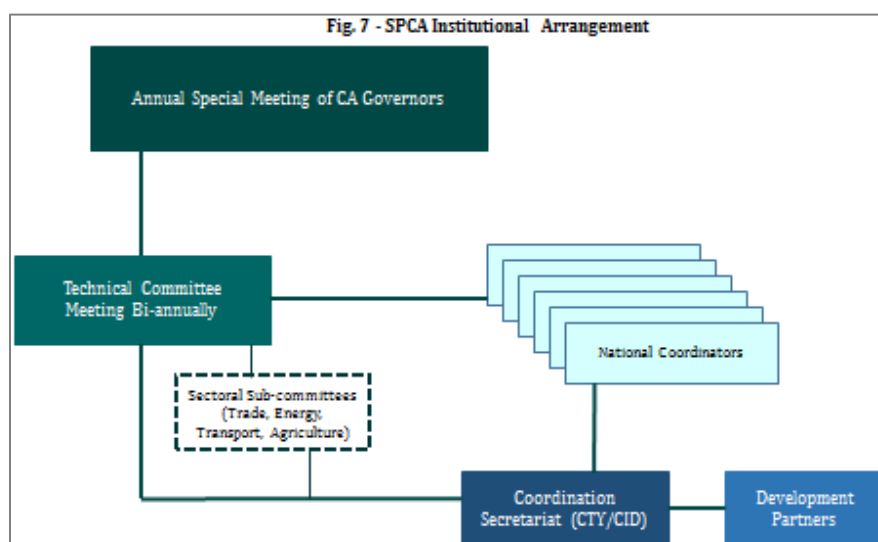 Fig. 7 - SPCA Institutional Arrangement
Annual Special Meeting of CA Governors
Technical Committee
Meeting Bi-annually
National Coordinators
Sectoral Sub-committees
(Trade, Energy,
Transport, Agriculture)
Coordination
Secretariat (CTY/CID)
Development
Partners